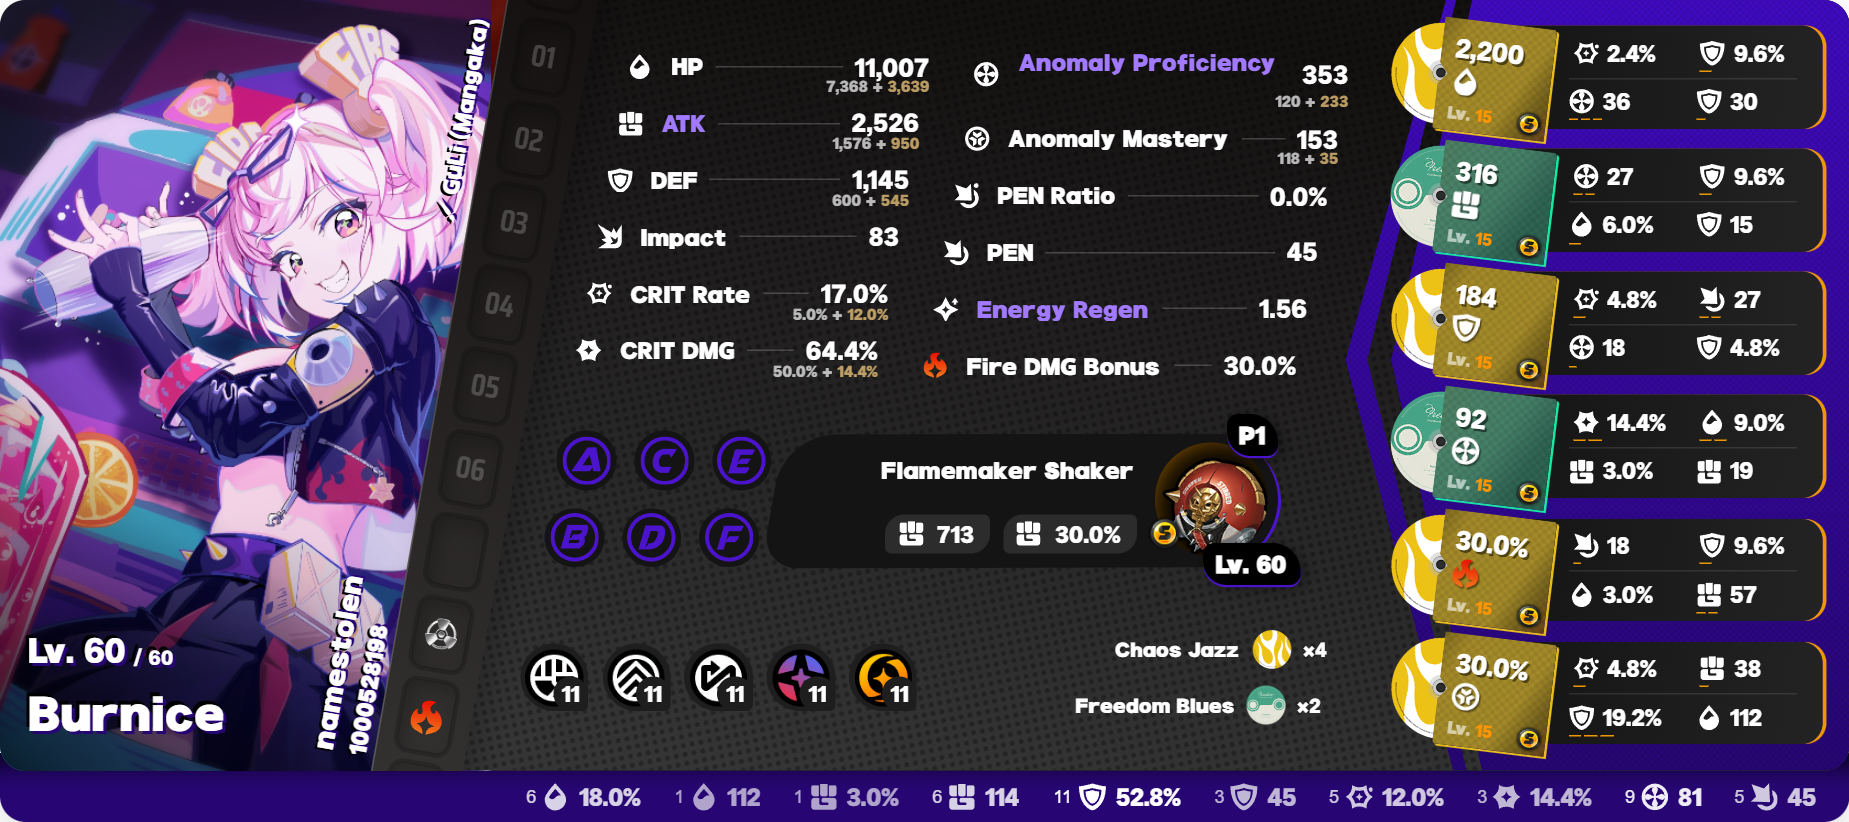 FIRE
FIRE
// GuLi (Mangaka)
Lv. 60 / 60
Burnice
namestolen
1000528198
01
02
03
04
05
06
HP 11,007
7,368 + 3,639
ATK 2,526
1,576 + 950
DEF 1,145
600 + 545
Impact 83
CRIT Rate 17.0%
5.0% + 12.0%
CRIT DMG 64.4%
50.0% + 14.4%
Anomaly Proficiency 353
120 + 233
Anomaly Mastery 153
118 + 35
PEN Ratio 0.0%
PEN 45
Energy Regen 1.56
Fire DMG Bonus 30.0%
A C E
B D F
P1
Flamemaker Shaker
713 30.0%
S
Lv. 60
11 11 11 11 11
Chaos Jazz ×4
Freedom Blues ×2
2,200
Lv. 15 S
2.4% 9.6%
36 30
316
Lv. 15 S
27 9.6%
6.0% 15
184
Lv. 15 S
4.8% 27
18 4.8%
92
Lv. 15 S
14.4% 9.0%
3.0% 19
30.0%
Lv. 15 S
18 9.6%
3.0% 57
30.0%
Lv. 15 S
4.8% 38
19.2% 112
6 18.0% 1 112 1 3.0% 6 114 11 52.8% 3 45 5 12.0% 3 14.4% 9 81 5 45